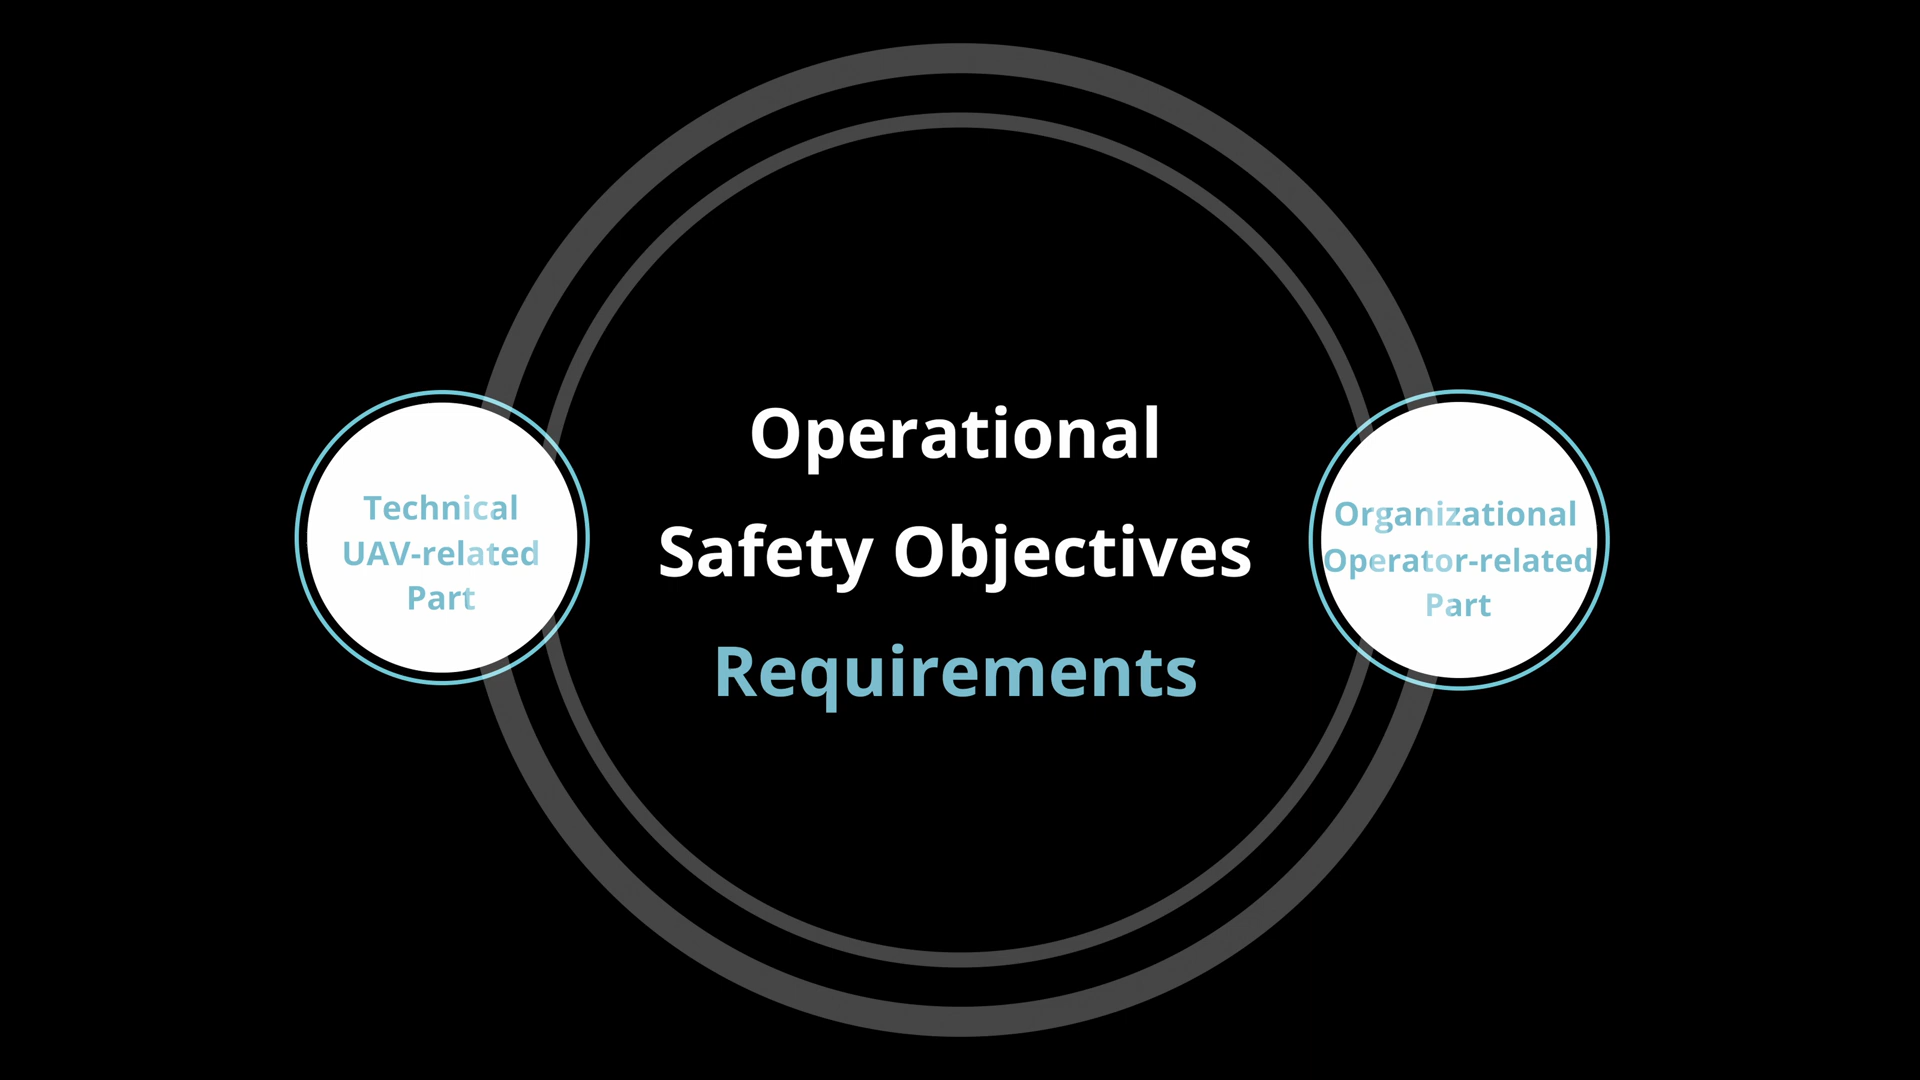 Operational
Safety Objectives
Requirements
Technical
UAV-related
Part
Organizational
Operator-related
Part